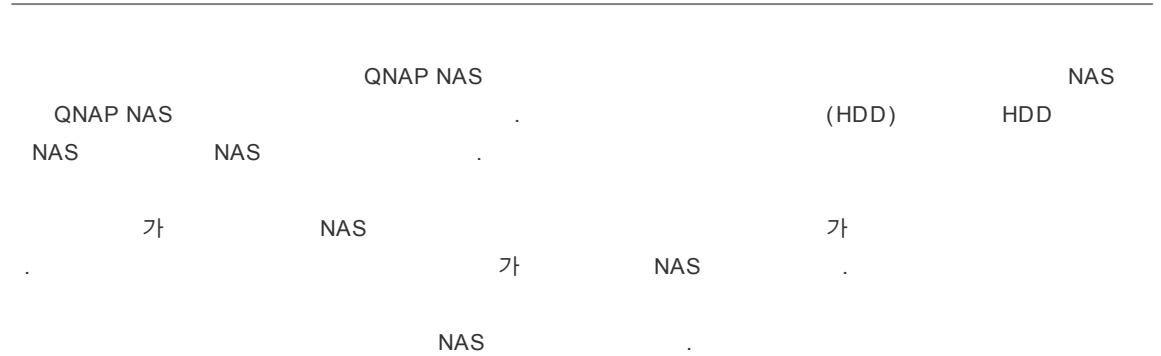 QNAP NAS NAS
QNAP NAS . (HDD) HDD
NAS NAS .
가 NAS 가
. 가 NAS .
NAS .